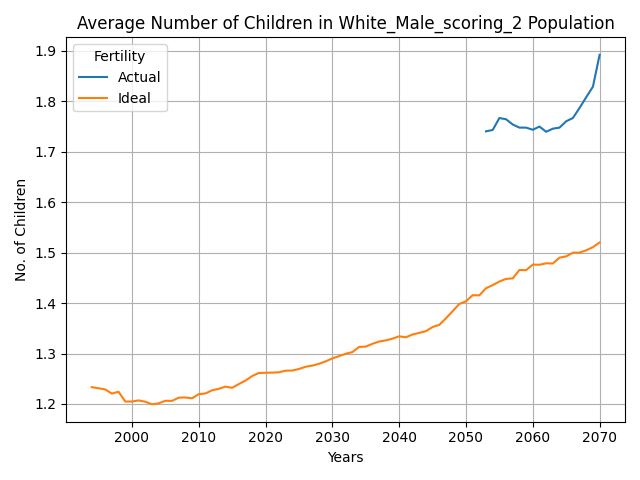 Average Number of Children in White_Male_scoring_2 Population
Fertility
Actual
Ideal
No. of Children
1.9
1.8
1.7
1.6
1.5
1.4
1.3
1.2
2000 2010 2020 2030 2040 2050 2060 2070
Years